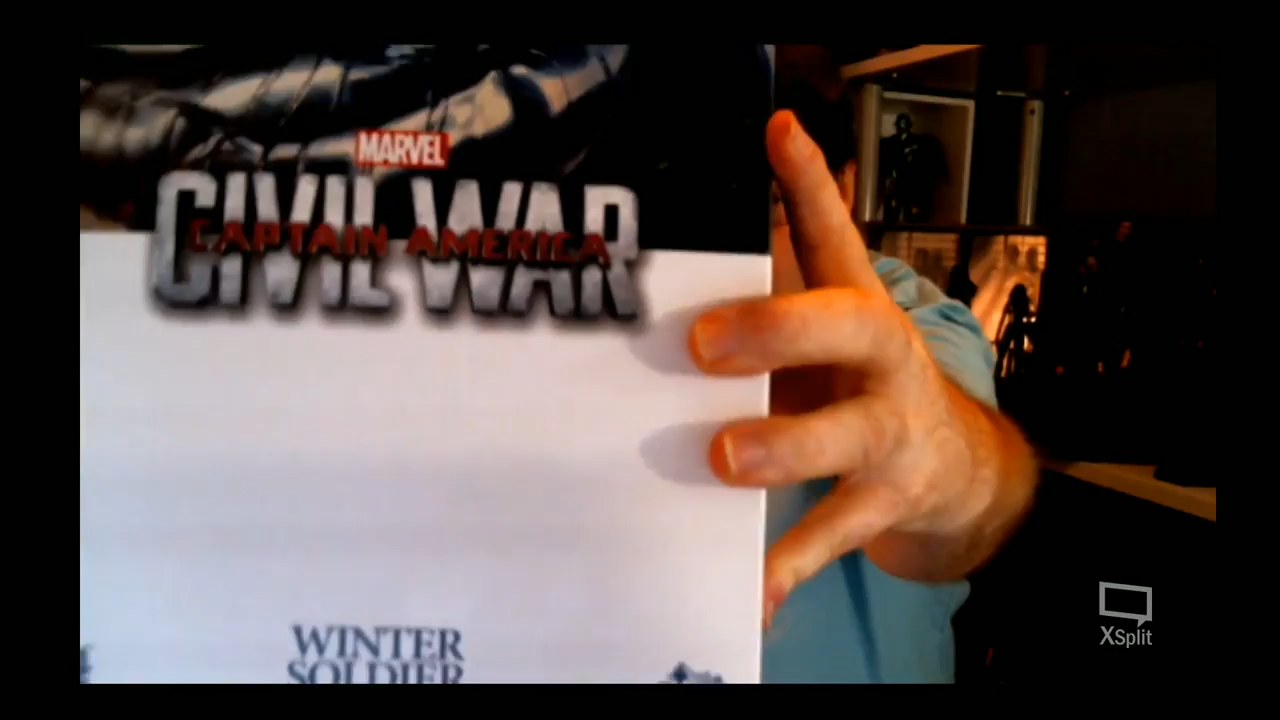 MARVEL
CIVIL WAR
CAPTAIN AMERICA
WINTER
SOLDIER
XSplit